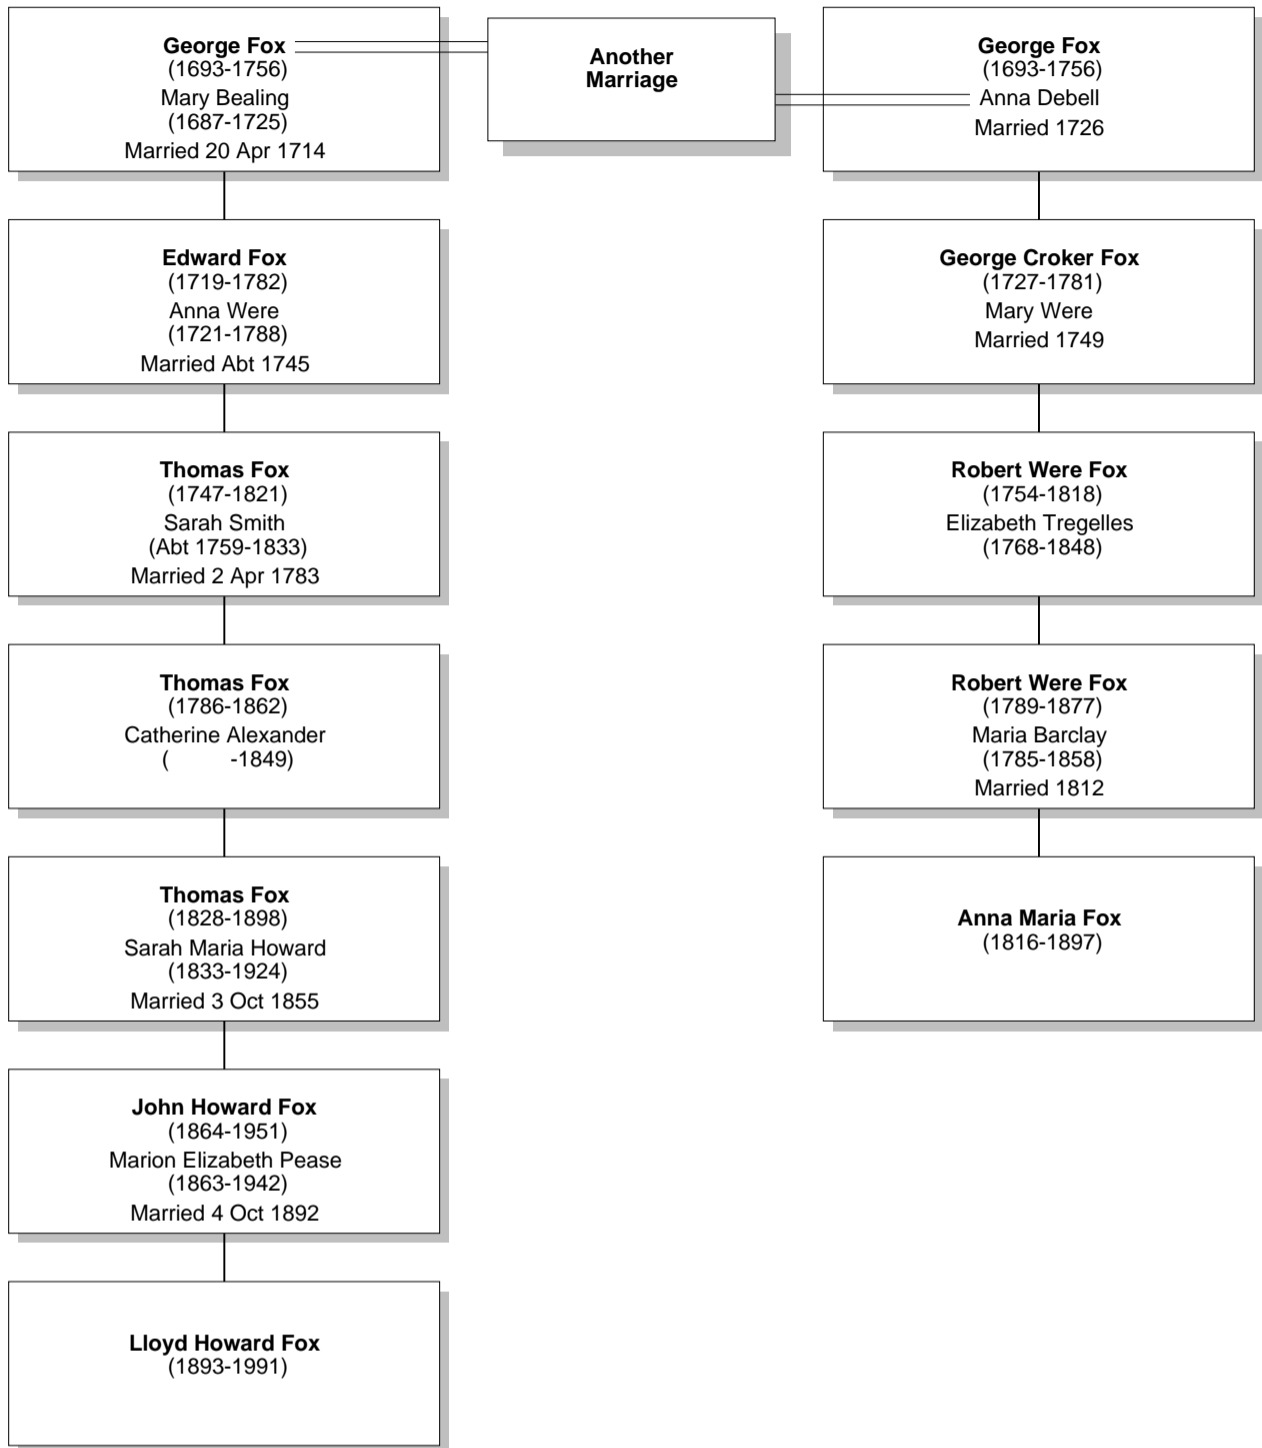 George Fox
(1693-1756)
Mary Bealing
(1687-1725)
Married 20 Apr 1714
Another
Marriage
George Fox
(1693-1756)
Anna Debell
Married 1726
Edward Fox
(1719-1782)
Anna Were
(1721-1788)
Married Abt 1745
George Croker Fox
(1727-1781)
Mary Were
Married 1749
Thomas Fox
(1747-1821)
Sarah Smith
(Abt 1759-1833)
Married 2 Apr 1783
Robert Were Fox
(1754-1818)
Elizabeth Tregelles
(1768-1848)
Thomas Fox
(1786-1862)
Catherine Alexander
(          -1849)
Robert Were Fox
(1789-1877)
Maria Barclay
(1785-1858)
Married 1812
Thomas Fox
(1828-1898)
Sarah Maria Howard
(1833-1924)
Married 3 Oct 1855
Anna Maria Fox
(1816-1897)
John Howard Fox
(1864-1951)
Marion Elizabeth Pease
(1863-1942)
Married 4 Oct 1892
Lloyd Howard Fox
(1893-1991)